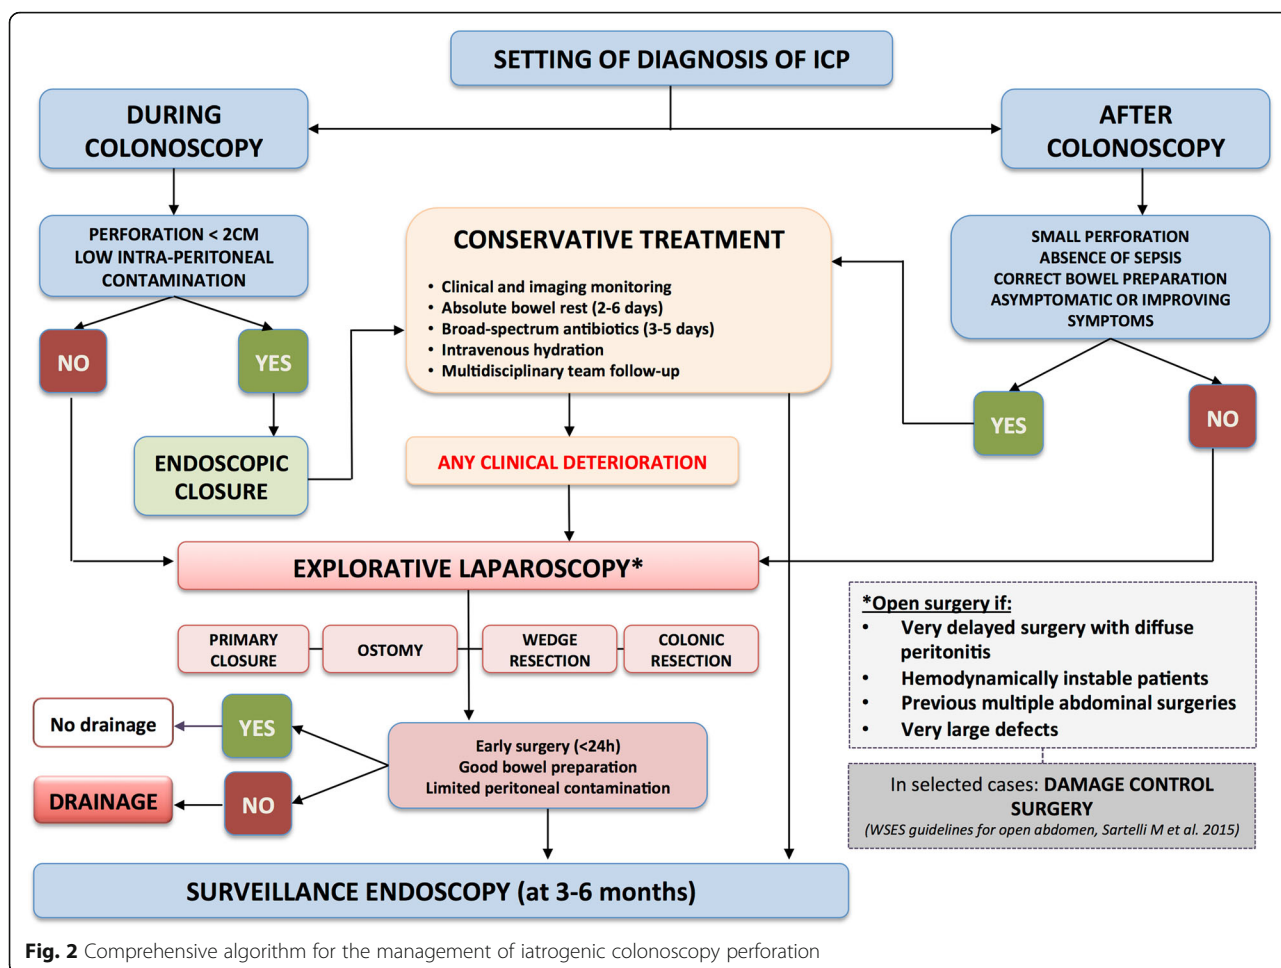 SETTING OF DIAGNOSIS OF ICP
DURING
COLONOSCOPY
AFTER
COLONOSCOPY
PERFORATION < 2CM
LOW INTRA-PERITONEAL
CONTAMINATION
NO
YES
ENDOSCOPIC
CLOSURE
CONSERVATIVE TREATMENT
• Clinical and imaging monitoring
• Absolute bowel rest (2-6 days)
• Broad-spectrum antibiotics (3-5 days)
• Intravenous hydration
• Multidisciplinary team follow-up
SMALL PERFORATION
ABSENCE OF SEPSIS
CORRECT BOWEL PREPARATION
ASYMPTOMATIC OR IMPROVING
SYMPTOMS
YES
NO
ANY CLINICAL DETERIORATION
EXPLORATIVE LAPAROSCOPY*
PRIMARY
CLOSURE
OSTOMY
WEDGE
RESECTION
COLONIC
RESECTION
*Open surgery if:
• Very delayed surgery with diffuse
peritonitis
• Hemodynamically instable patients
• Previous multiple abdominal surgeries
• Very large defects
In selected cases: DAMAGE CONTROL
SURGERY
(WSES guidelines for open abdomen, Sartelli M et al. 2015)
No drainage
YES
DRAINAGE
NO
Early surgery (<24h)
Good bowel preparation
Limited peritoneal contamination
SURVEILLANCE ENDOSCOPY (at 3-6 months)
Fig. 2 Comprehensive algorithm for the management of iatrogenic colonoscopy perforation